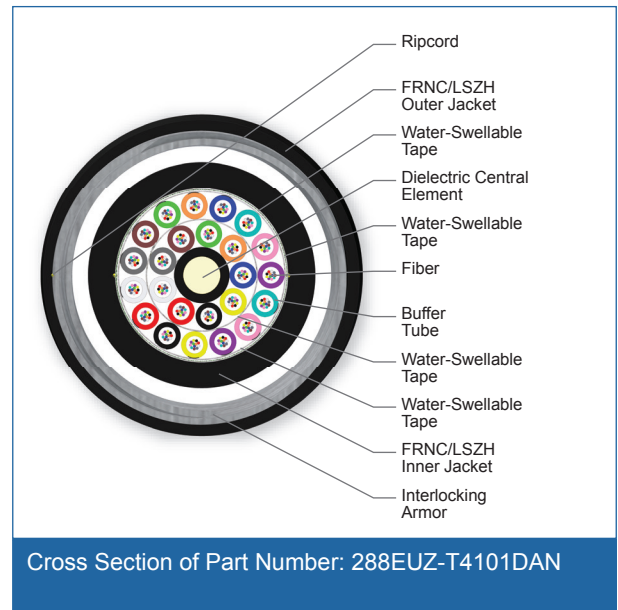 Ripcord
FRNC/LSZH
Outer Jacket
Water-Swellable
Tape
Dielectric Central
Element
Water-Swellable
Tape
Fiber
Buffer
Tube
Water-Swellable
Tape
Water-Swellable
Tape
FRNC/LSZH
Inner Jacket
Interlocking
Armor
Cross Section of Part Number: 288EUZ-T4101DAN